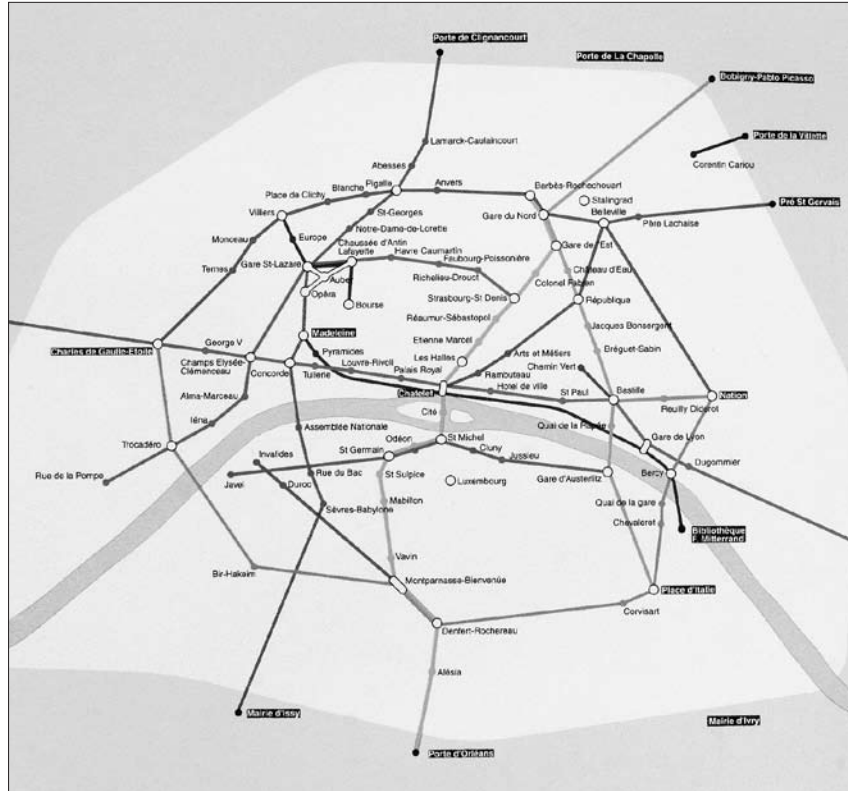 Porte de Clignancourt
Porte de La Chapelle
Bobigny-Pablo Picasso
Porte de la Villette
Corentin Cariou
Lamarck-Caulaincourt
Abesses
Pigalle
Anvers
Blanche
Place de Clichy
Villiers
Barbès-Rochechouart
Stalingrad
Belleville
Pré St Gervais
Père Lachaise
Gare du Nord
St-Georges
Notre-Dame-de-Lorette
Monceau
Europe
Chaussée d'Antin
Lafayette
Havre Caumartin
Faubourg-Poissonière
Gare de l'Est
Gare St-Lazare
Ternes
Auber
Richelieu-Drouot
Château d'Eau
Colonel Fabien
Opéra
Bourse
Strasbourg-St Denis
République
Réaumur-Sébastopol
Jacques Bonsergent
Madeleine
Etienne Marcel
Charles de Gaulle-Etoile
George V
Pyramides
Les Halles
Arts et Métiers
Bréguet-Sabin
Champs Elysée-
Clémenceau
Concorde
Tuilerie
Louvre-Rivoli
Palais Royal
Rambuteau
Chemin Vert
Chatelet
Hotel de ville
St Paul
Bastille
Nation
Alma-Marceau
Reuilly Diderot
Iéna
Cité
Assemblée Nationale
Quai de la Rapée
Trocadéro
Odéon
St Michel
Gare de Lyon
Invalides
St Germain
Cluny
Jussieu
Dugommier
Rue de la Pompe
Javel
Duroc
Rue du Bac
St Sulpice
Luxembourg
Gare d'Austerlitz
Bercy
Sèvres-Babylone
Mabillon
Quai de la gare
Chevaleret
Bibliothèque
F. Mitterrand
Vavin
Bir-Hakeim
Montparnasse-Bienvenüe
Place d'Italie
Corvisart
Denfert-Rochereau
Alésia
Mairie d'Issy
Mairie d'Ivry
Porte d'Orléans